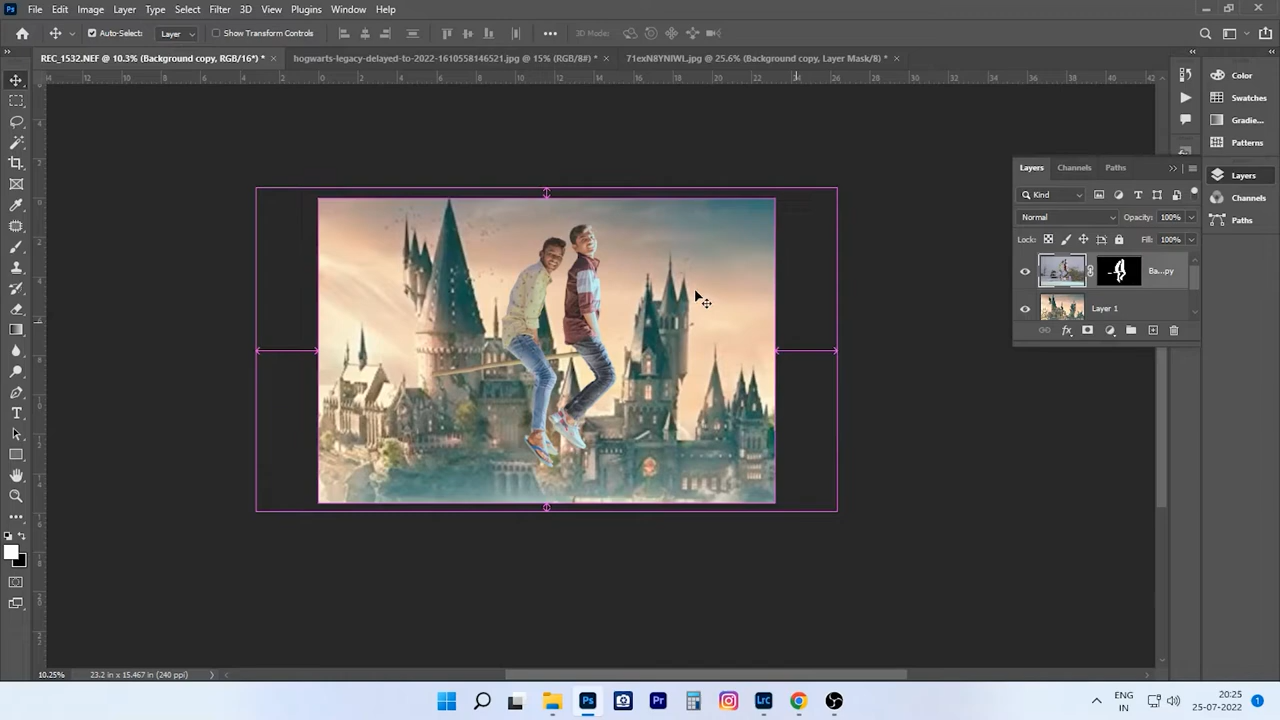 File Edit Image Layer Type Select Filter 3D View Plugins Window Help
Auto-Select: Layer Show Transform Controls 3D Mode:
REC_1532.NEF @ 10.3% (Background copy, RGB/16*) * × hogwarts-legacy-delayed-to-2022-1610558146521.jpg @ 15% (RGB/8#) * × 71exN8YNIWL.jpg @ 25.6% (Background copy, Layer Mask/8) * ×
Color
Swatches
Gradie...
Patterns
Layers Channels Paths
Layers
Kind
Channels
Normal Opacity: 100%
Paths
Lock: Fill: 100%
Ba...py
Layer 1
10.25% 23.2 in x 15.467 in (240 ppi)
ENG
IN
20:25
25-07-2022
1